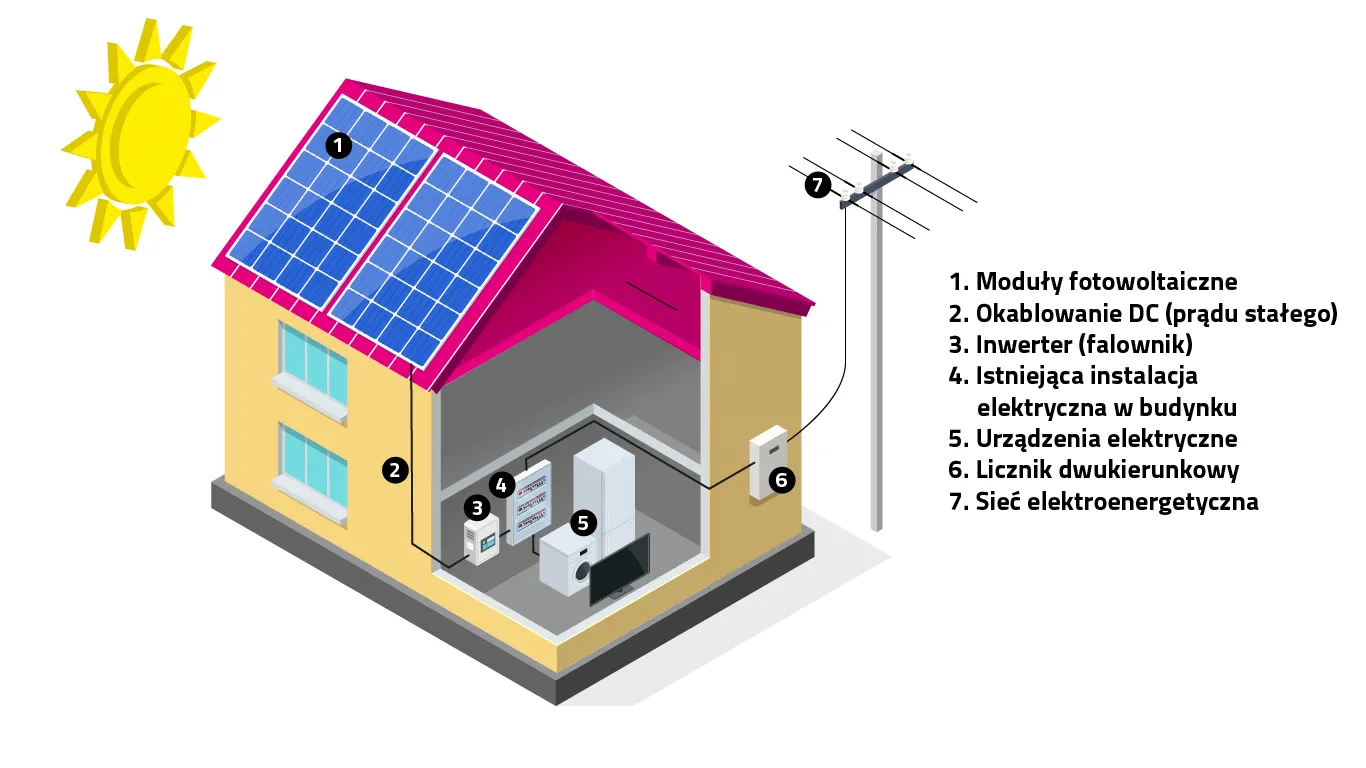 1
2
3
4
5
6
7
1. Moduły fotowoltaiczne
2. Okablowanie DC (prądu stałego)
3. Inwerter (falownik)
4. Istniejąca instalacja
elektryczna w budynku
5. Urządzenia elektryczne
6. Licznik dwukierunkowy
7. Sieć elektroenergetyczna